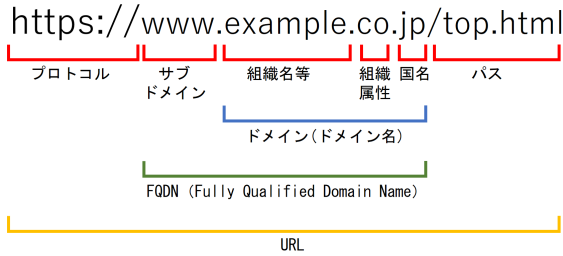 https://www.example.co.jp/top.html
プロトコル サブ 組織名等 組織 国名 パス
ドメイン 属性
ドメイン(ドメイン名)
FQDN (Fully Qualified Domain Name)
URL